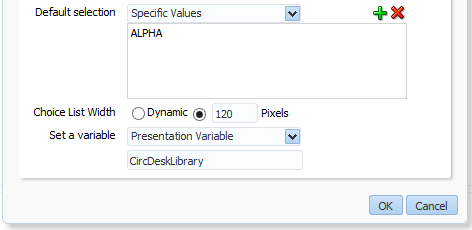 Default selection Specific Values
ALPHA
Choice List Width Dynamic 120 Pixels
Set a variable Presentation Variable
CircDeskLibrary
OK Cancel